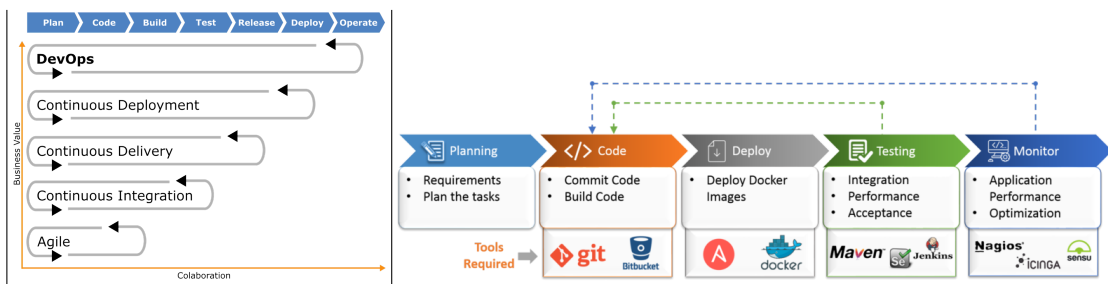 Plan Code Build Test Release Deploy Operate
Business Value
DevOps
Continuous Deployment
Continuous Delivery
Continuous Integration
Agile
Colaboration
Planning
</> Code
Deploy
Testing
Monitor
• Requirements
• Plan the tasks
• Commit Code
• Build Code
• Deploy Docker
Images
• Integration
• Performance
• Acceptance
• Application
Performance
• Optimization
Tools
Required
git
Bitbucket
A
docker
Maven
Se
Jenkins
Nagios
iCINGA
sensu